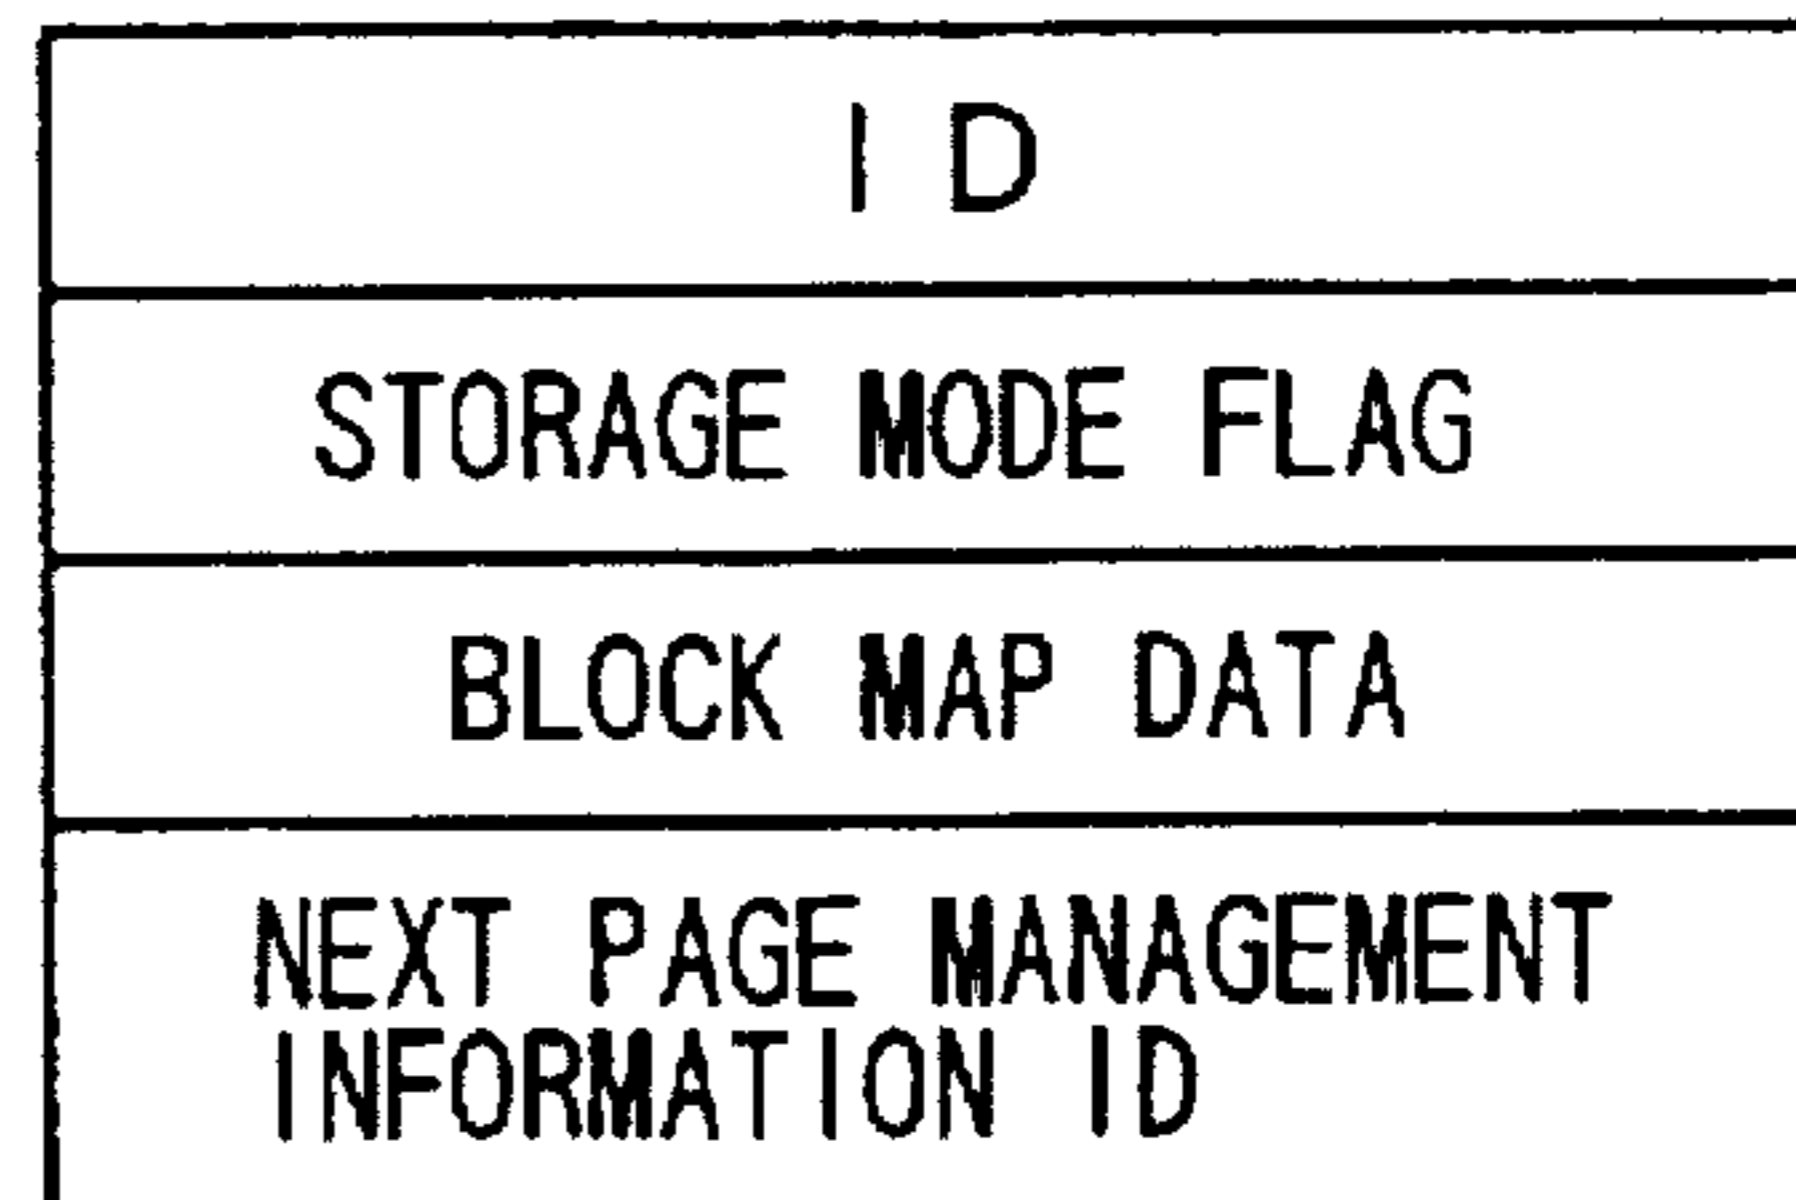 ID
STORAGE MODE FLAG
BLOCK MAP DATA
NEXT PAGE MANAGEMENT
INFORMATION ID